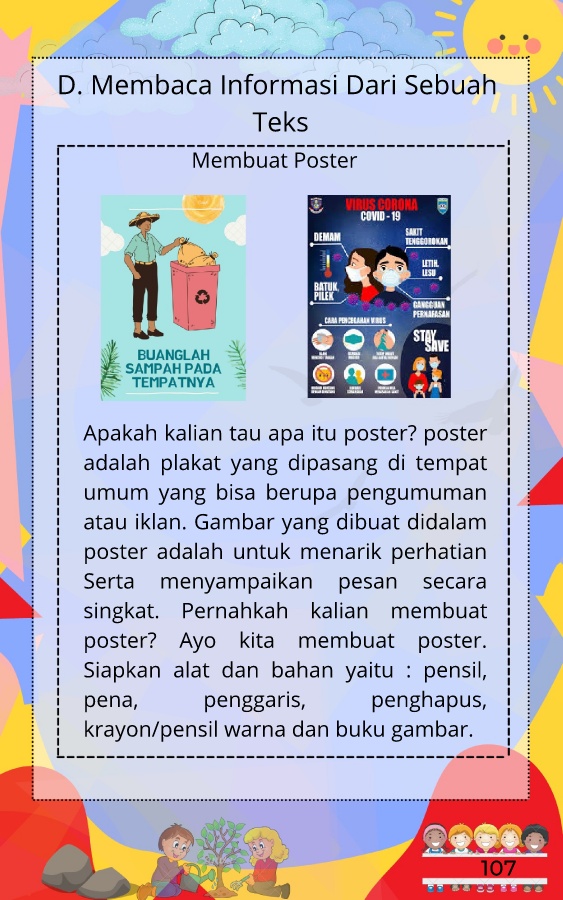 D. Membaca Informasi Dari Sebuah
Teks
Membuat Poster
BUANGLAH
SAMPAH PADA
TEMPATNYA
VIRUS CORONA
COVID - 19
DEMAM
SAKIT
TENGGOROKAN
LETIH,
LESU
BATUK,
PILEK
GANGGUAN
PERNAFASAN
CARA PENCEGAHAN VIRUS
STAY
SAVE
Apakah kalian tau apa itu poster? poster
adalah plakat yang dipasang di tempat
umum yang bisa berupa pengumuman
atau iklan. Gambar yang dibuat didalam
poster adalah untuk menarik perhatian
Serta menyampaikan pesan secara
singkat. Pernahkah kalian membuat
poster? Ayo kita membuat poster.
Siapkan alat dan bahan yaitu : pensil,
pena, penggaris, penghapus,
krayon/pensil warna dan buku gambar.
107